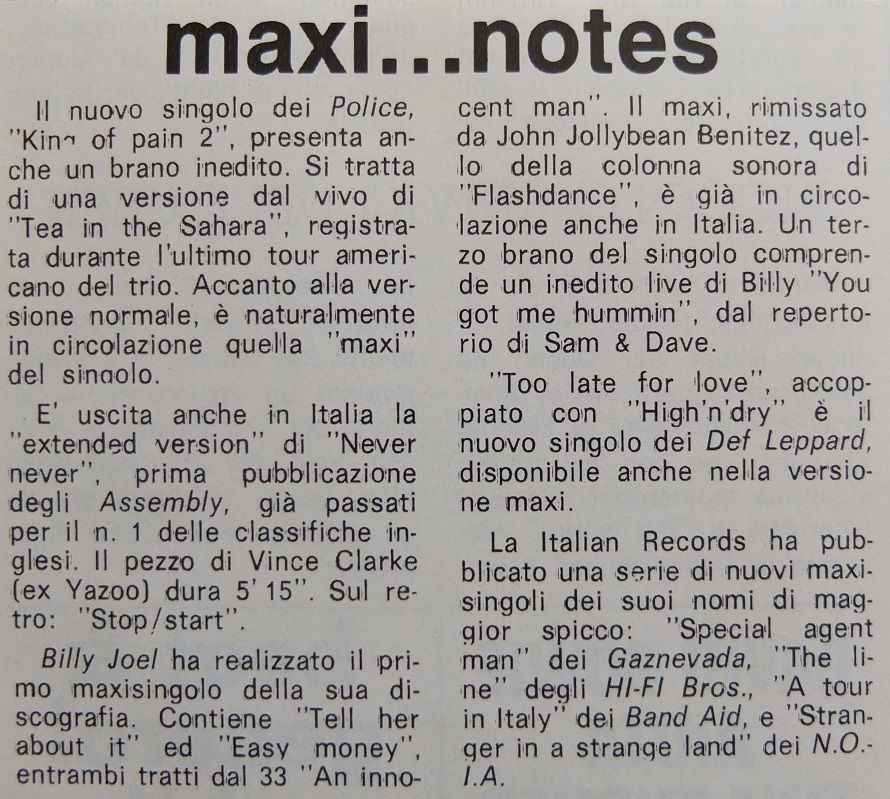 maxi...notes
Il nuovo singolo dei Police,
"King of pain 2", presenta an-
che un brano inedito. Si tratta
di una versione dal vivo di
"Tea in the Sahara", registra-
ta durante l'ultimo tour ameri-
cano del trio. Accanto alla ver-
sione normale, è naturalmente
in circolazione quella "maxi"
del singolo.
E' uscita anche in Italia la
"extended version" di "Never
never", prima pubblicazione
degli Assembly, già passati
per il n. 1 delle classifiche in-
glesi. Il pezzo di Vince Clarke
(ex Yazoo) dura 5' 15". Sul re-
tro: "Stop/start".
Billy Joel ha realizzato il pri-
mo maxisingolo della sua di-
scografia. Contiene "Tell her
about it" ed "Easy money",
entrambi tratti dal 33 "An inno-
cent man". Il maxi, rimissato
da John Jollybean Benitez, quel-
lo della colonna sonora di
"Flashdance", è già in circo-
lazione anche in Italia. Un ter-
zo brano del singolo compren-
de un inedito live di Billy "You
got me hummin", dal reperto-
rio di Sam & Dave.
"Too late for love", accop-
piato con "High'n'dry" è il
nuovo singolo dei Def Leppard,
disponibile anche nella versio-
ne maxi.
La Italian Records ha pub-
blicato una serie di nuovi maxi-
singoli dei suoi nomi di mag-
gior spicco: "Special agent
man" dei Gaznevada, "The li-
ne" degli HI-FI Bros., "A tour
in Italy" dei Band Aid, e "Stran-
ger in a strange land" dei N.O.-
I.A.